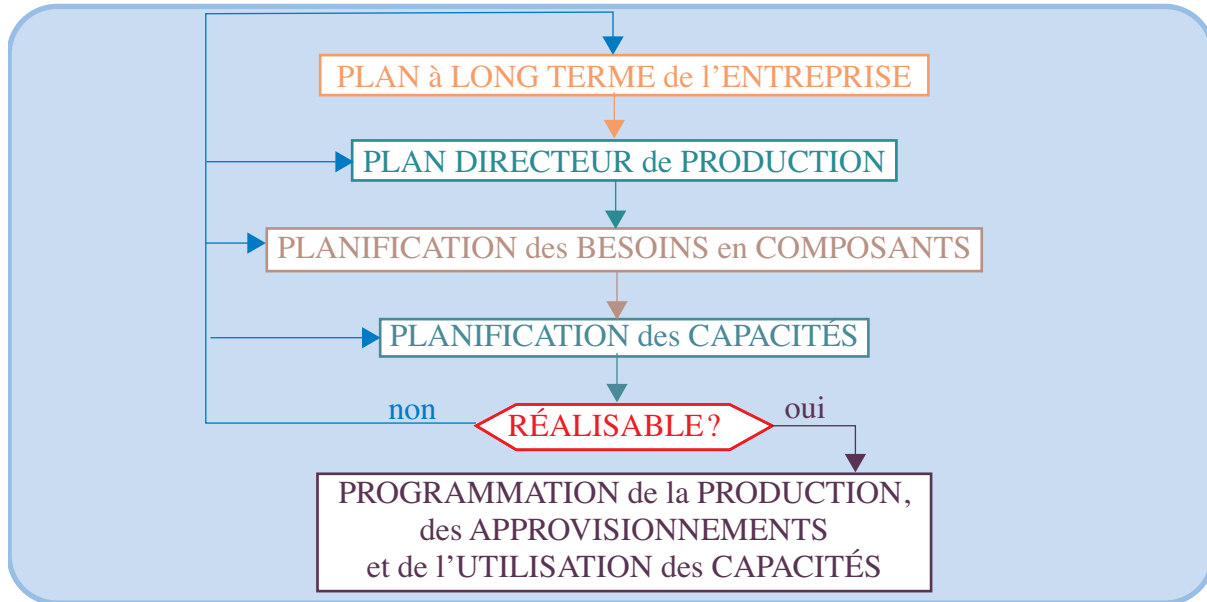 PLAN à LONG TERME de l’ENTREPRISE
PLAN DIRECTEUR de PRODUCTION
PLANIFICATION des BESOINS en COMPOSANTS
PLANIFICATION des CAPACITÉS
non
RÉALISABLE ?
oui
PROGRAMMATION de la PRODUCTION,
des APPROVISIONNEMENTS
et de l’UTILISATION des CAPACITÉS